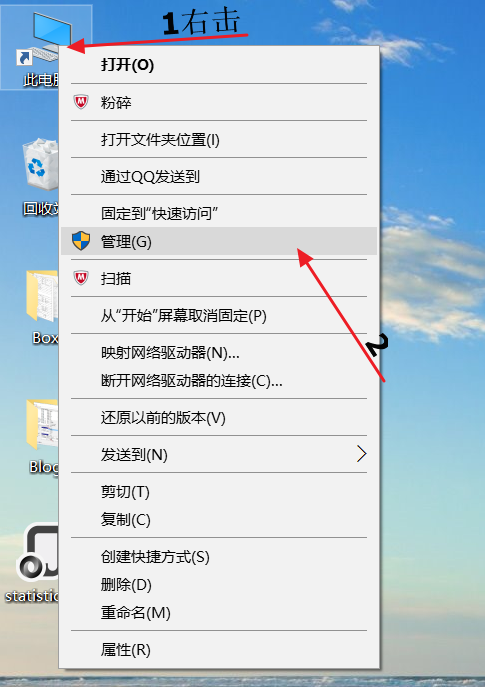 1右击
此电脑
打开(O)
粉碎
打开文件夹位置(I)
通过QQ发送到
固定到“快速访问”
管理(G)
扫描
从“开始”屏幕取消固定(P)
映射网络驱动器(N)...
断开网络驱动器的连接(C)...
还原以前的版本(V)
发送到(N)
剪切(T)
复制(C)
创建快捷方式(S)
删除(D)
重命名(M)
属性(R)
2
回收站
Box
Blog
statistic